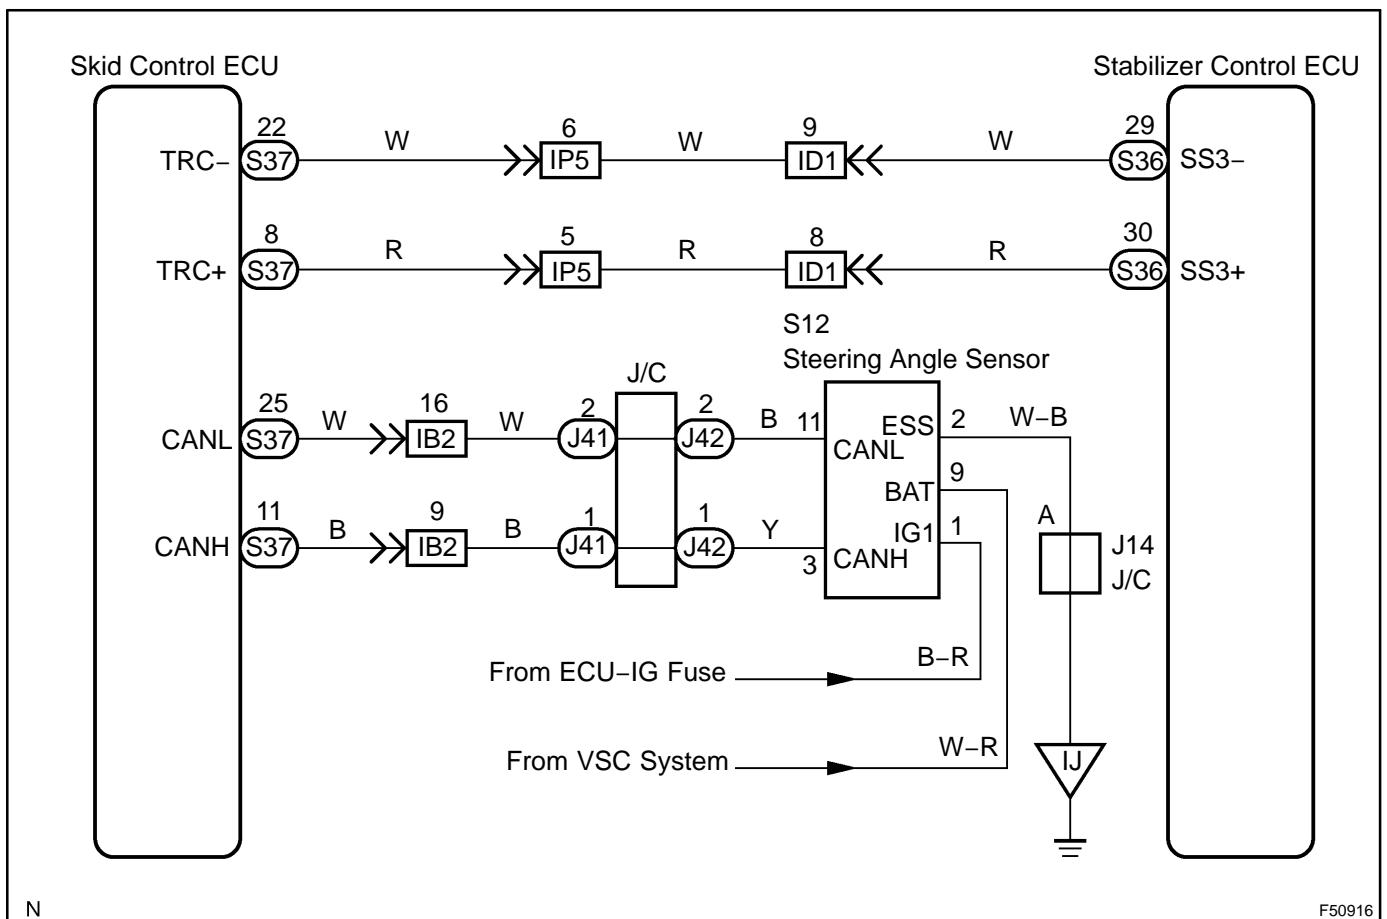 Skid Control ECU
Stabilizer Control ECU
22
W
6
W
9
W
29
TRC−
S37
IP5
ID1
S36
SS3−
8
R
5
R
8
R
30
TRC+
S37
IP5
ID1
S36
SS3+
S12
Steering Angle Sensor
J/C
25
W
16
W
2
2
B
11
ESS
2
W−B
CANL
S37
IB2
J41
J42
CANL
BAT
9
11
B
9
B
1
1
Y
IG1
1
A
CANH
S37
IB2
J41
J42
3
CANH
J14
J/C
From ECU−IG Fuse
B−R
From VSC System
W−R
IJ
N
F50916